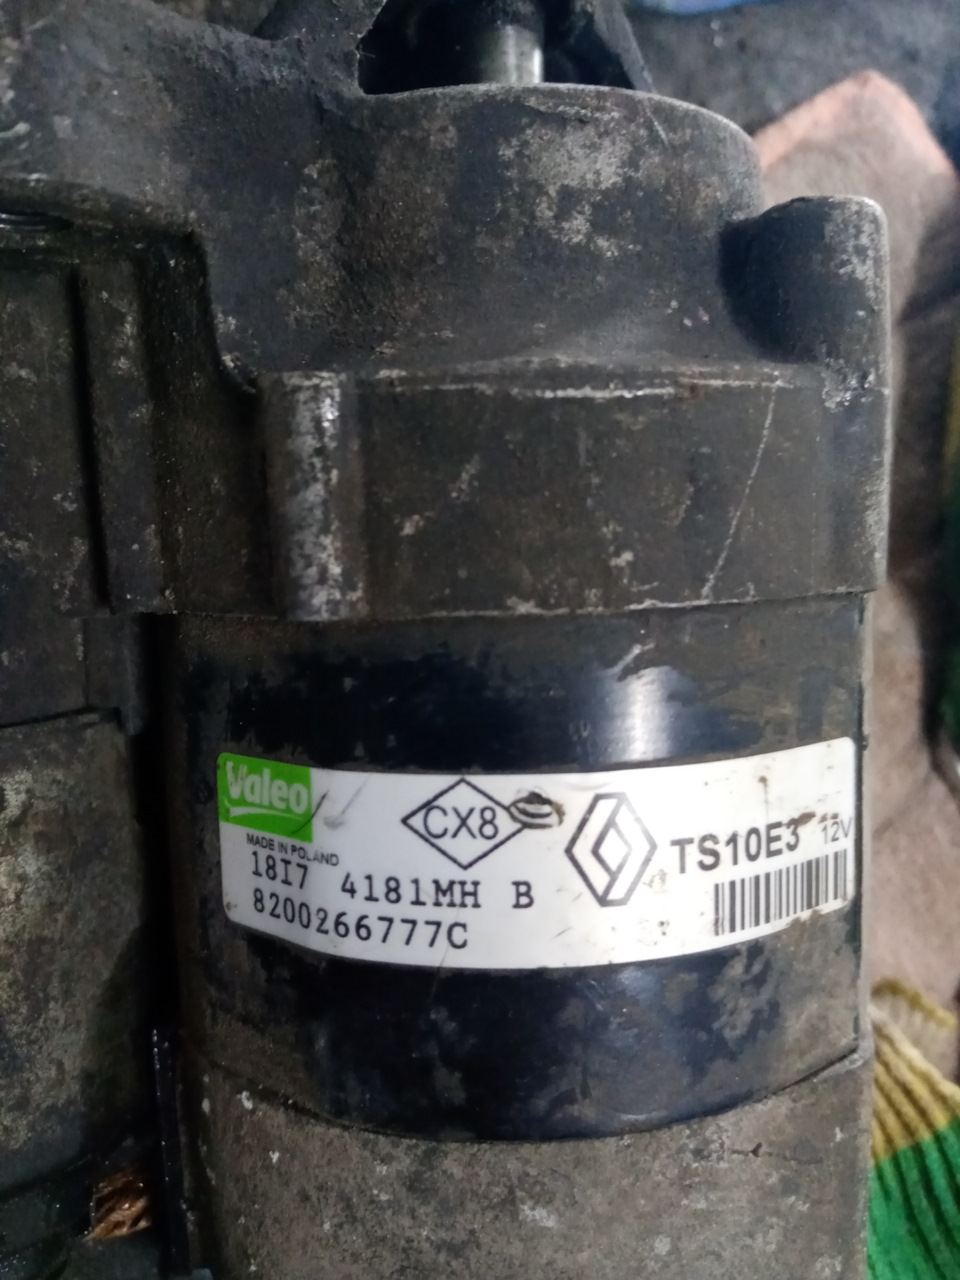 Valeo
MADE IN POLAND
CX8
TS10E3 12V
18I7 4181MH B
8200266777C